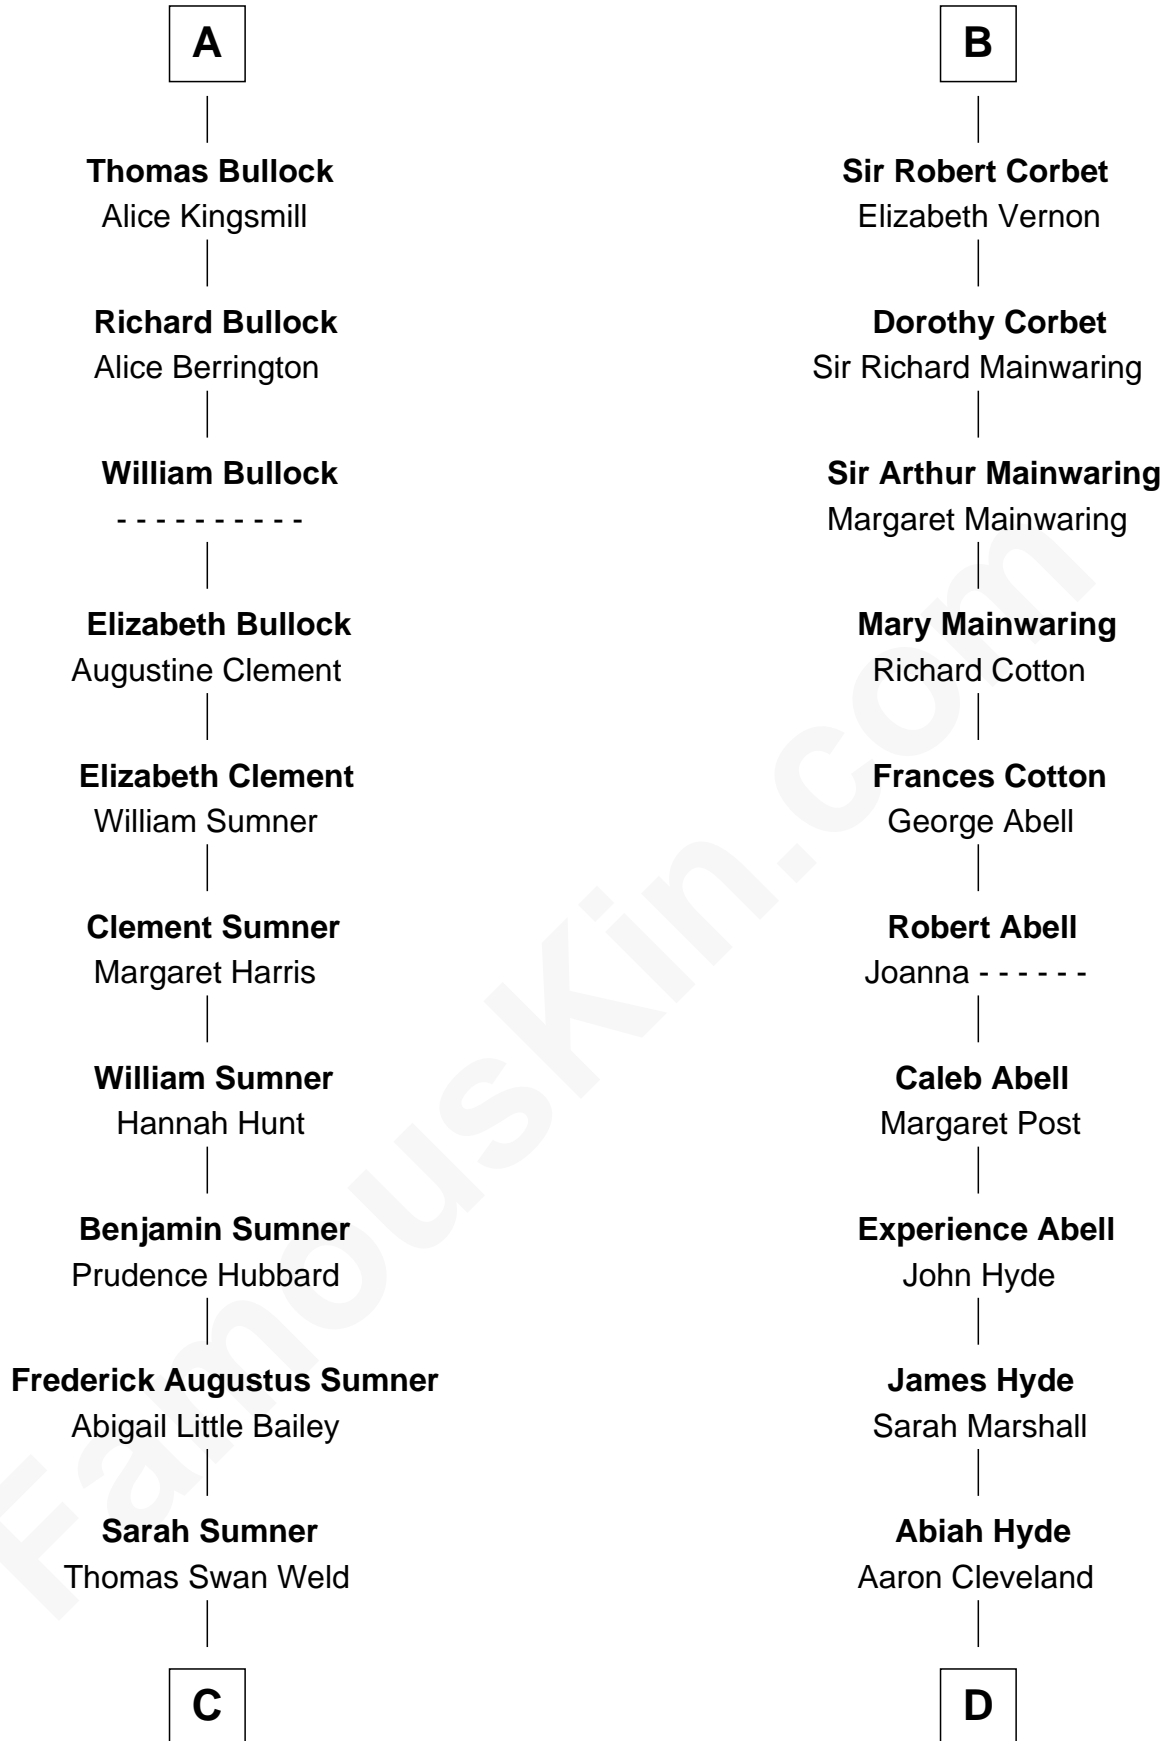 A
Thomas Bullock
Alice Kingsmill
Richard Bullock
Alice Berrington
William Bullock
- - - - - - - - - -
Elizabeth Bullock
Augustine Clement
Elizabeth Clement
William Sumner
Clement Sumner
Margaret Harris
William Sumner
Hannah Hunt
Benjamin Sumner
Prudence Hubbard
Frederick Augustus Sumner
Abigail Little Bailey
Sarah Sumner
Thomas Swan Weld
C
B
Sir Robert Corbet
Elizabeth Vernon
Dorothy Corbet
Sir Richard Mainwaring
Sir Arthur Mainwaring
Margaret Mainwaring
Mary Mainwaring
Richard Cotton
Frances Cotton
George Abell
Robert Abell
Joanna - - - - - -
Caleb Abell
Margaret Post
Experience Abell
John Hyde
James Hyde
Sarah Marshall
Abiah Hyde
Aaron Cleveland
D
FamousKin.com